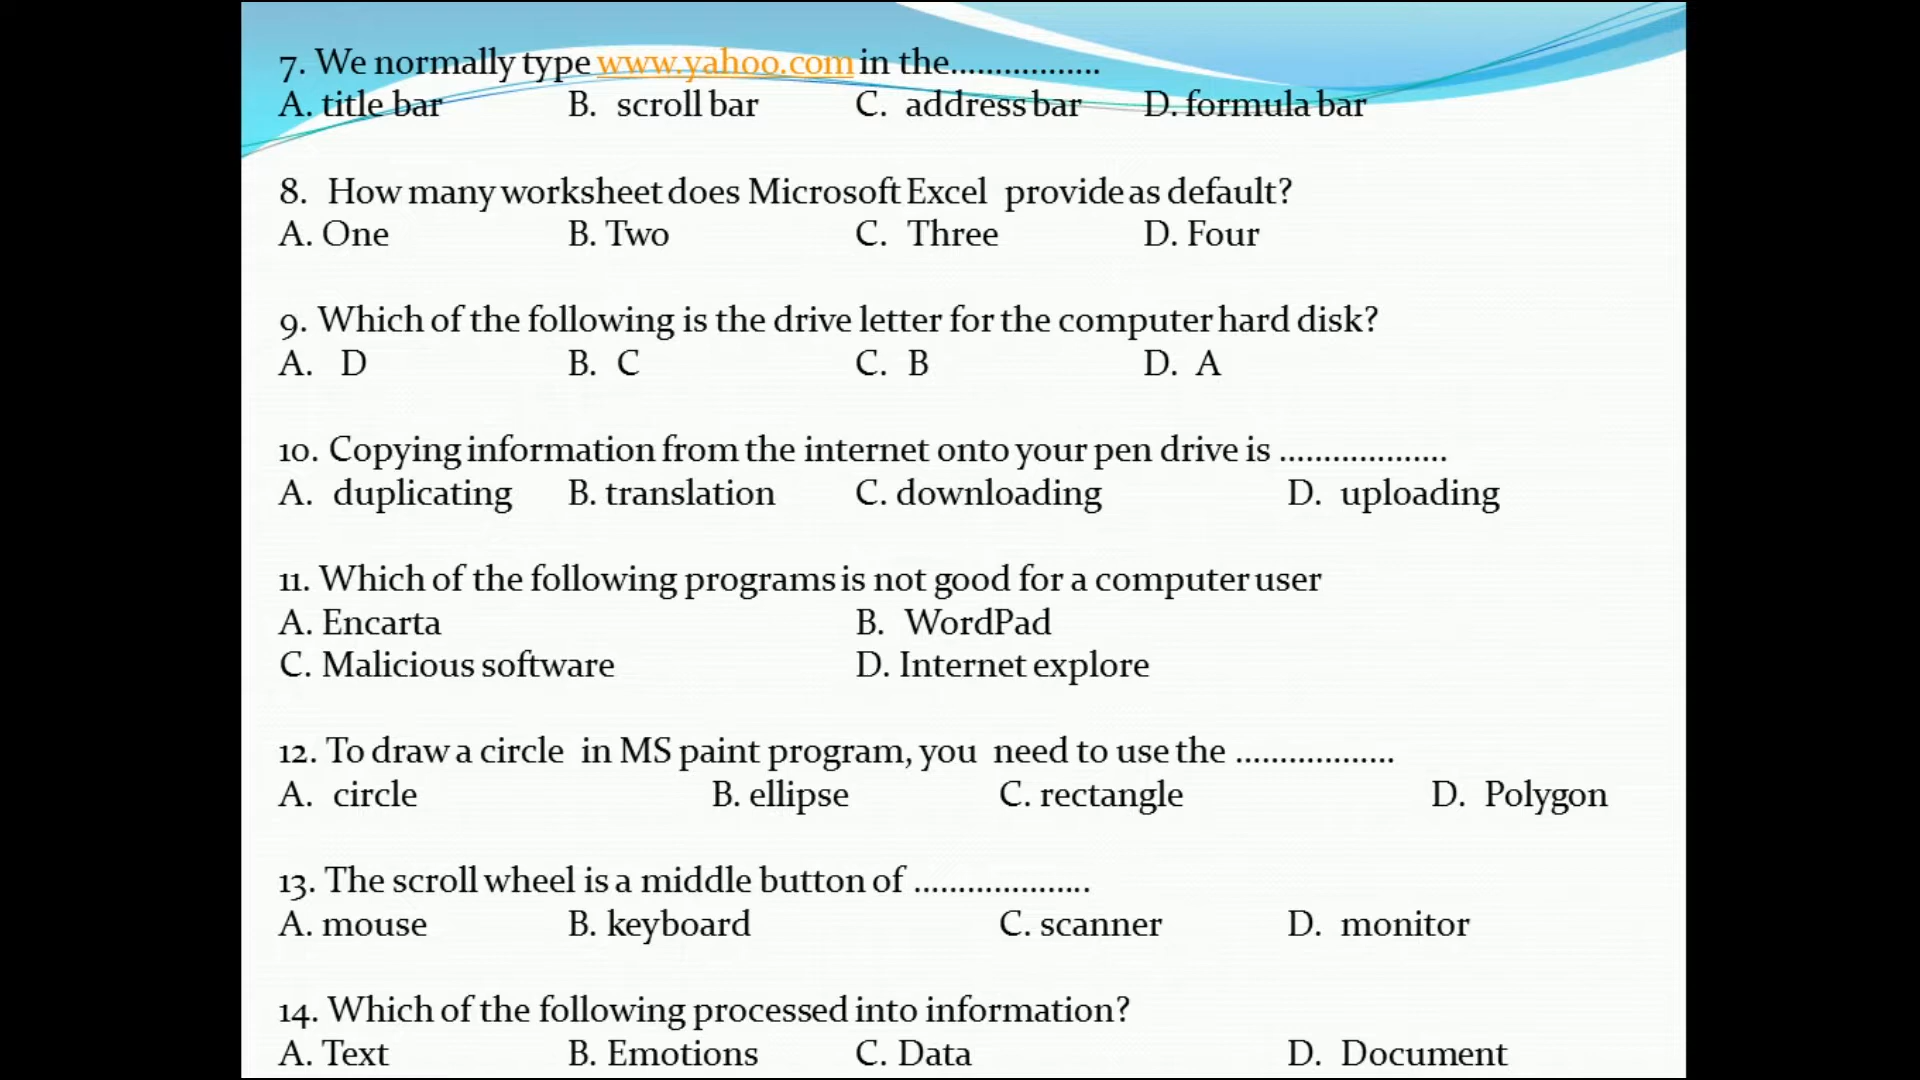 7. We normally type www.yahoo.com in the.................
A. title bar B. scroll bar C. address bar D. formula bar
8. How many worksheet does Microsoft Excel provide as default?
A. One B. Two C. Three D. Four
9. Which of the following is the drive letter for the computer hard disk?
A. D B. C C. B D. A
10. Copying information from the internet onto your pen drive is ...................
A. duplicating B. translation C. downloading D. uploading
11. Which of the following programs is not good for a computer user
A. Encarta B. WordPad
C. Malicious software D. Internet explore
12. To draw a circle in MS paint program, you need to use the ..................
A. circle B. ellipse C. rectangle D. Polygon
13. The scroll wheel is a middle button of ....................
A. mouse B. keyboard C. scanner D. monitor
14. Which of the following processed into information?
A. Text B. Emotions C. Data D. Document